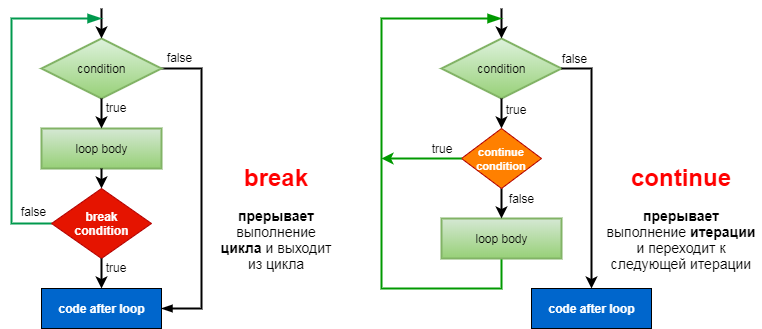 condition
false
true
loop body
false
break
condition
true
code after loop
break
прерывает
выполнение
цикла и выходит
из цикла
condition
false
true
true
continue
condition
false
loop body
code after loop
continue
прерывает
выполнение итерации
и переходит к
следующей итерации